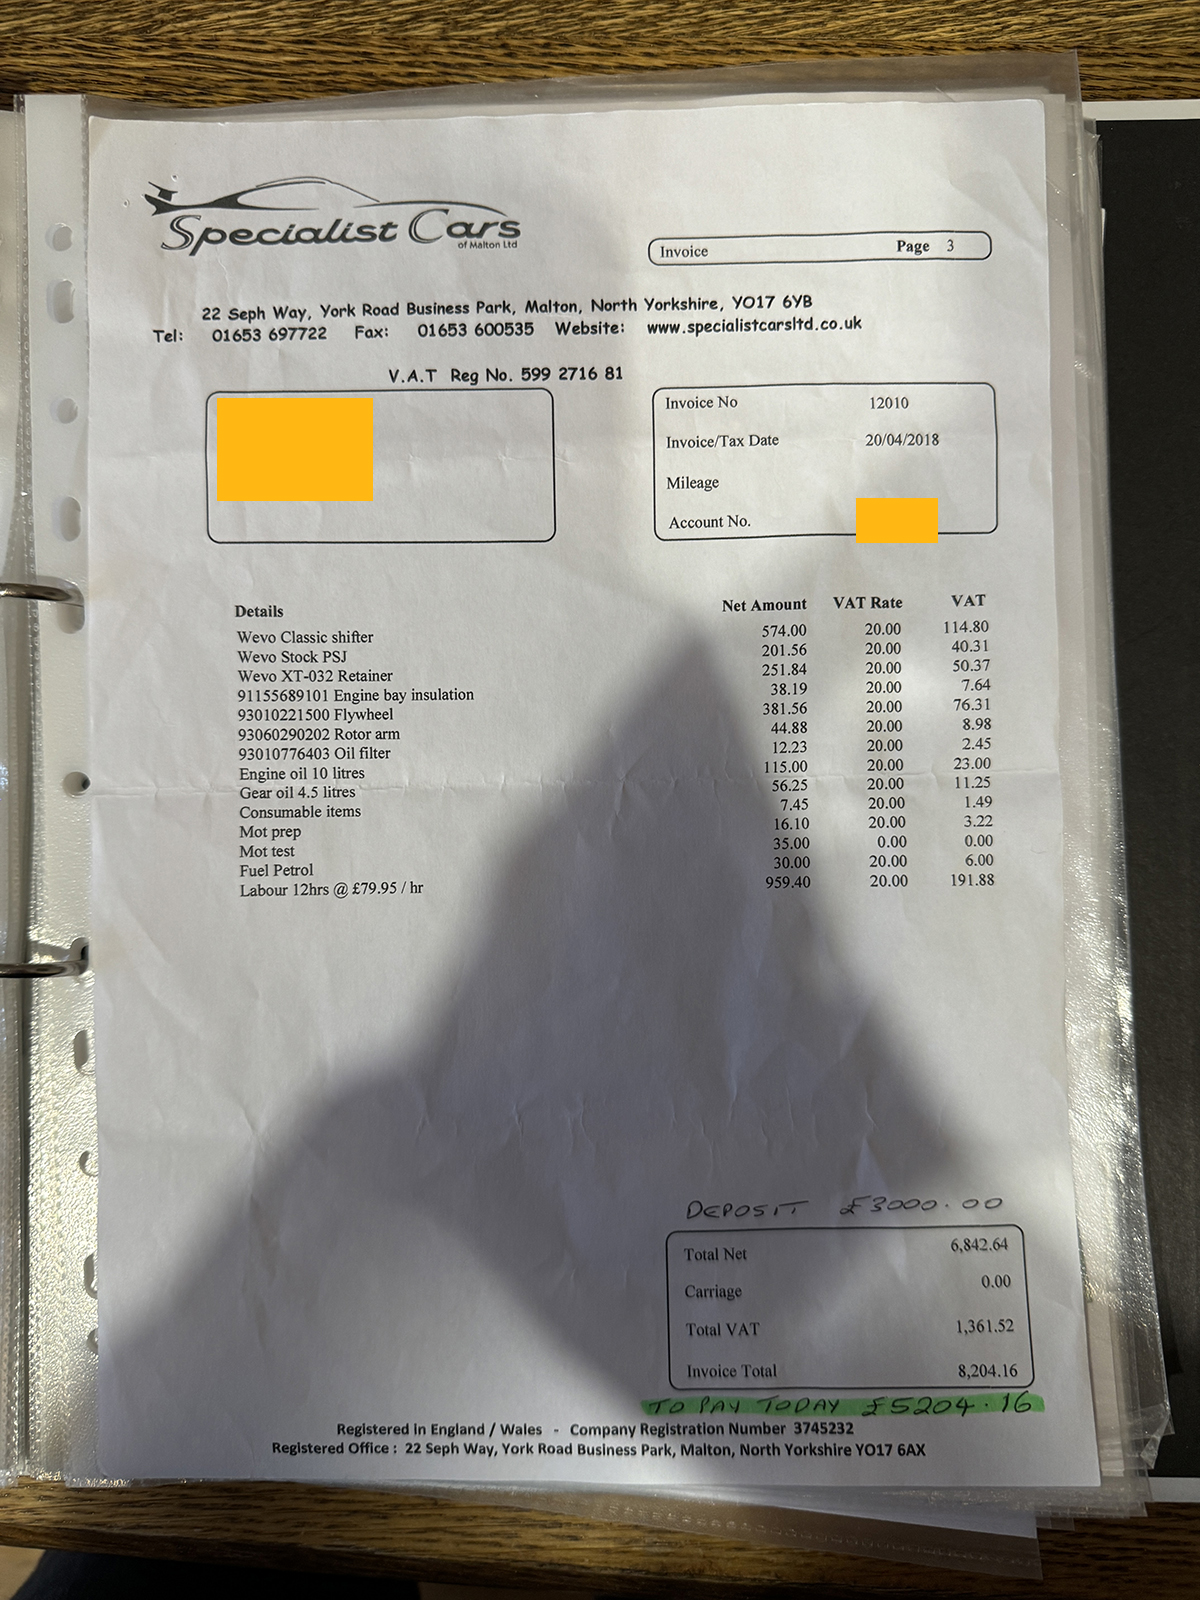 Specialist Cars
of Malton Ltd
Invoice Page 3
22 Seph Way, York Road Business Park, Malton, North Yorkshire, YO17 6YB
Tel: 01653 697722 Fax: 01653 600535 Website: www.specialistcarsltd.co.uk
V.A.T Reg No. 599 2716 81
Invoice No 12010
Invoice/Tax Date 20/04/2018
Mileage
Account No.
Details Net Amount VAT Rate VAT
Wevo Classic shifter 574.00 20.00 114.80
Wevo Stock PSJ 201.56 20.00 40.31
Wevo XT-032 Retainer 251.84 20.00 50.37
91155689101 Engine bay insulation 38.19 20.00 7.64
93010221500 Flywheel 381.56 20.00 76.31
93060290202 Rotor arm 44.88 20.00 8.98
93010776403 Oil filter 12.23 20.00 2.45
Engine oil 10 litres 115.00 20.00 23.00
Gear oil 4.5 litres 56.25 20.00 11.25
Consumable items 7.45 20.00 1.49
Mot prep 16.10 20.00 3.22
Mot test 35.00 0.00 0.00
Fuel Petrol 30.00 20.00 6.00
Labour 12hrs @ £79.95 / hr 959.40 20.00 191.88
DEPOSIT £3000.00
Total Net 6,842.64
Carriage 0.00
Total VAT 1,361.52
Invoice Total 8,204.16
TO PAY TODAY £5204.16
Registered in England / Wales - Company Registration Number 3745232
Registered Office : 22 Seph Way, York Road Business Park, Malton, North Yorkshire YO17 6AX